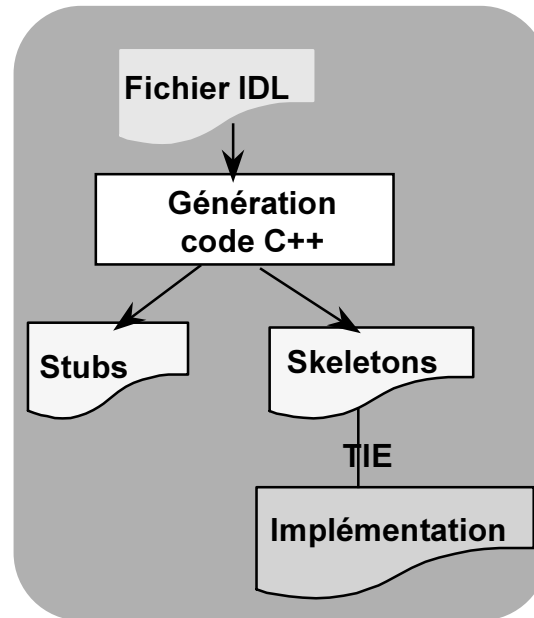 Fichier IDL
Génération
code C++
Stubs
Skeletons
TIE
Implémentation